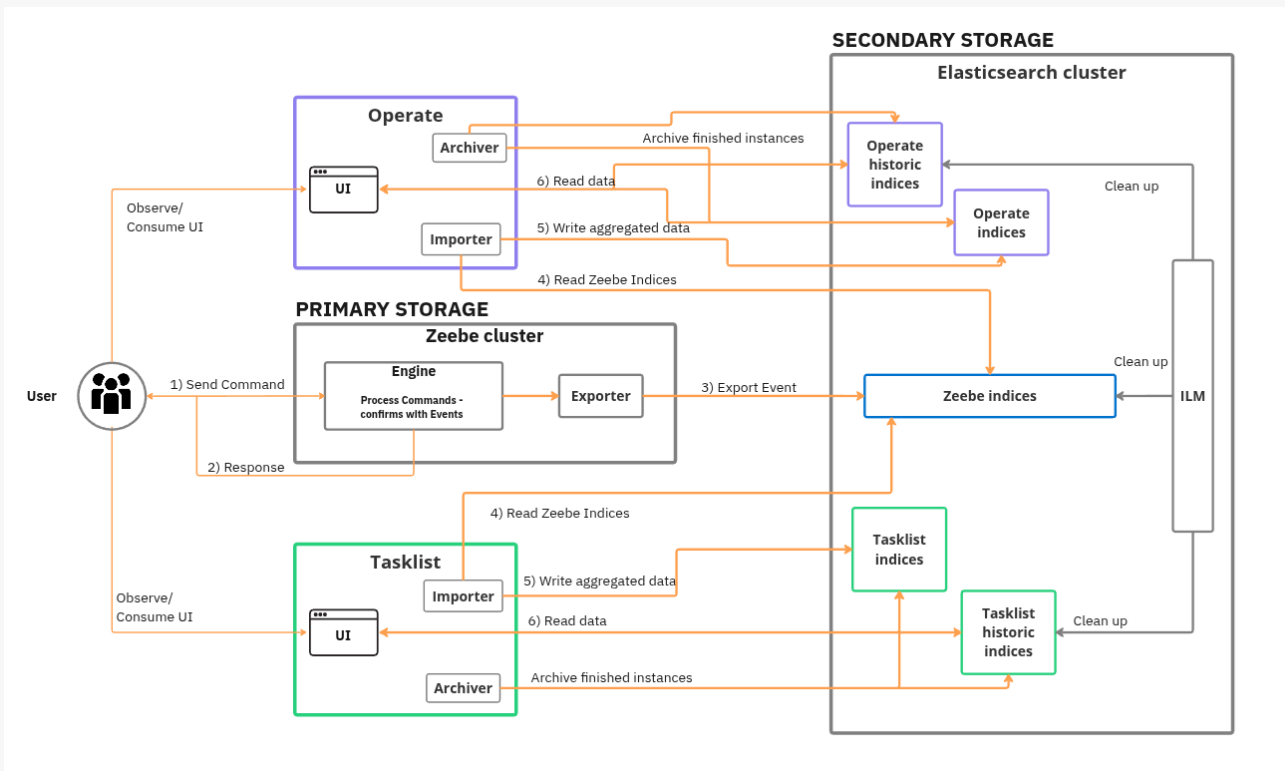 SECONDARY STORAGE
Elasticsearch cluster
Operate
Archiver
Archive finished instances
Operate
historic
indices
UI
6) Read data
Clean up
Observe/
Consume UI
Operate
indices
Importer
5) Write aggregated data
4) Read Zeebe Indices
PRIMARY STORAGE
Zeebe cluster
Engine
Process Commands -
confirms with Events
Exporter
User
1) Send Command
3) Export Event
Zeebe indices
Clean up
ILM
2) Response
4) Read Zeebe Indices
Tasklist
Importer
5) Write aggregated data
Tasklist
indices
Observe/
Consume UI
UI
6) Read data
Tasklist
historic
indices
Clean up
Archiver
Archive finished instances